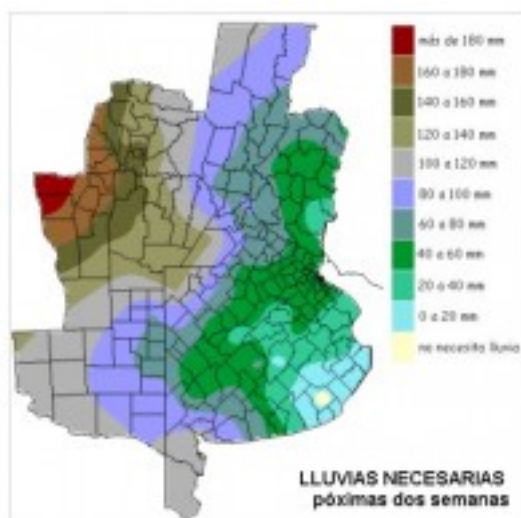 más de 180 mm
160 a 180 mm
140 a 160 mm
120 a 140 mm
100 a 120 mm
80 a 100 mm
60 a 80 mm
40 a 60 mm
20 a 40 mm
0 a 20 mm
no necesita lluvia
LLUVIAS NECESARIAS
póximas dos semanas